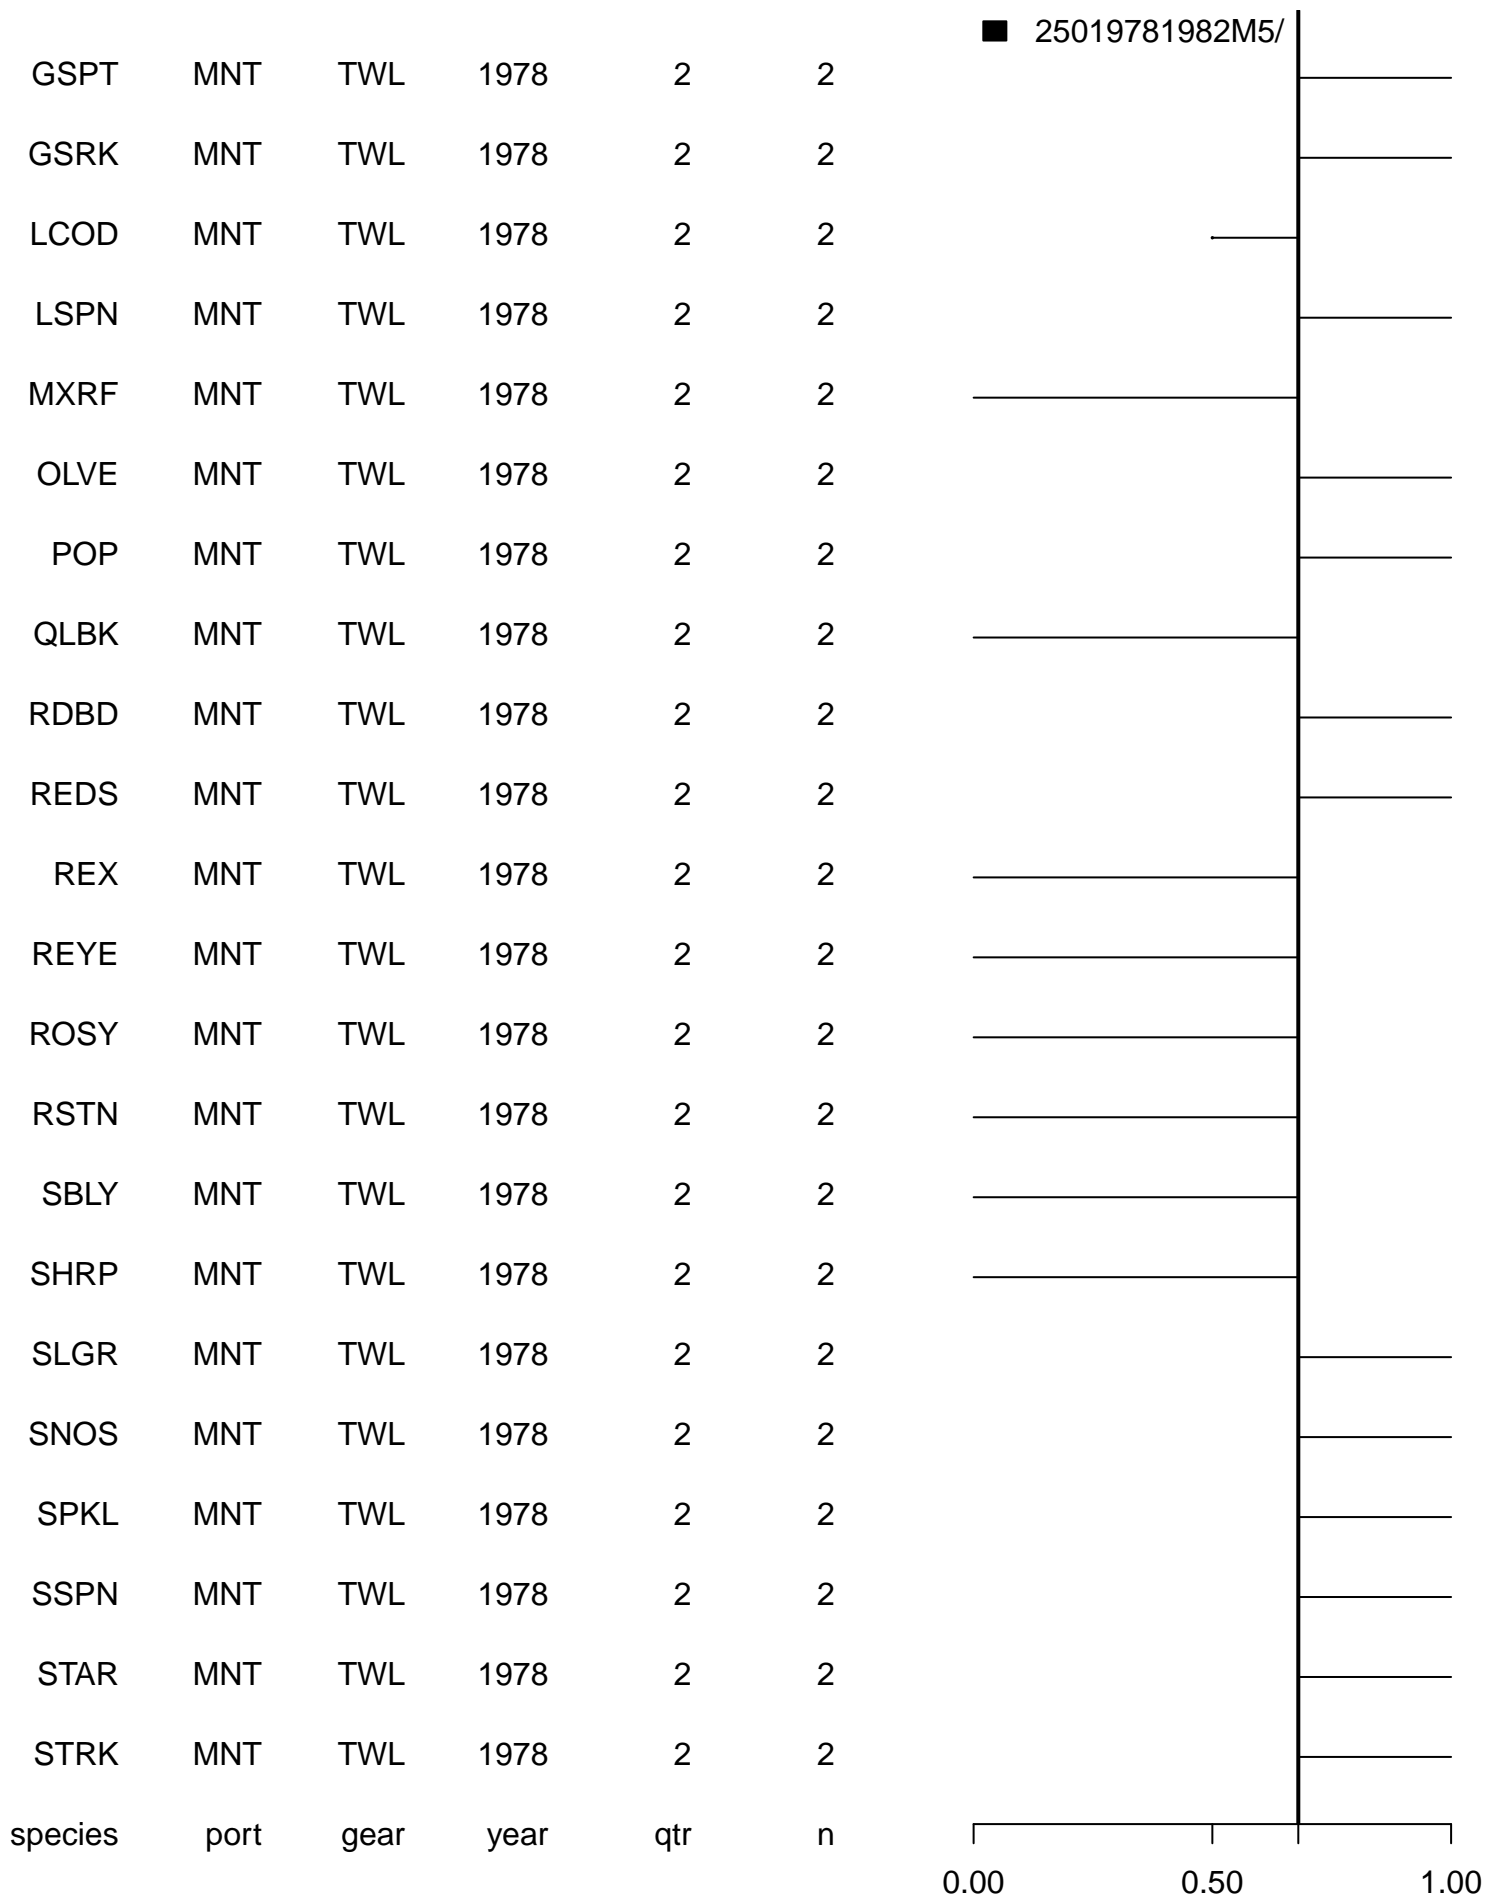 25019781982M5/
GSPT MNT TWL 1978 2 2
GSRK MNT TWL 1978 2 2
LCOD MNT TWL 1978 2 2
LSPN MNT TWL 1978 2 2
MXRF MNT TWL 1978 2 2
OLVE MNT TWL 1978 2 2
POP MNT TWL 1978 2 2
QLBK MNT TWL 1978 2 2
RDBD MNT TWL 1978 2 2
REDS MNT TWL 1978 2 2
REX MNT TWL 1978 2 2
REYE MNT TWL 1978 2 2
ROSY MNT TWL 1978 2 2
RSTN MNT TWL 1978 2 2
SBLY MNT TWL 1978 2 2
SHRP MNT TWL 1978 2 2
SLGR MNT TWL 1978 2 2
SNOS MNT TWL 1978 2 2
SPKL MNT TWL 1978 2 2
SSPN MNT TWL 1978 2 2
STAR MNT TWL 1978 2 2
STRK MNT TWL 1978 2 2
species port gear year qtr n
0.00 0.50 1.00